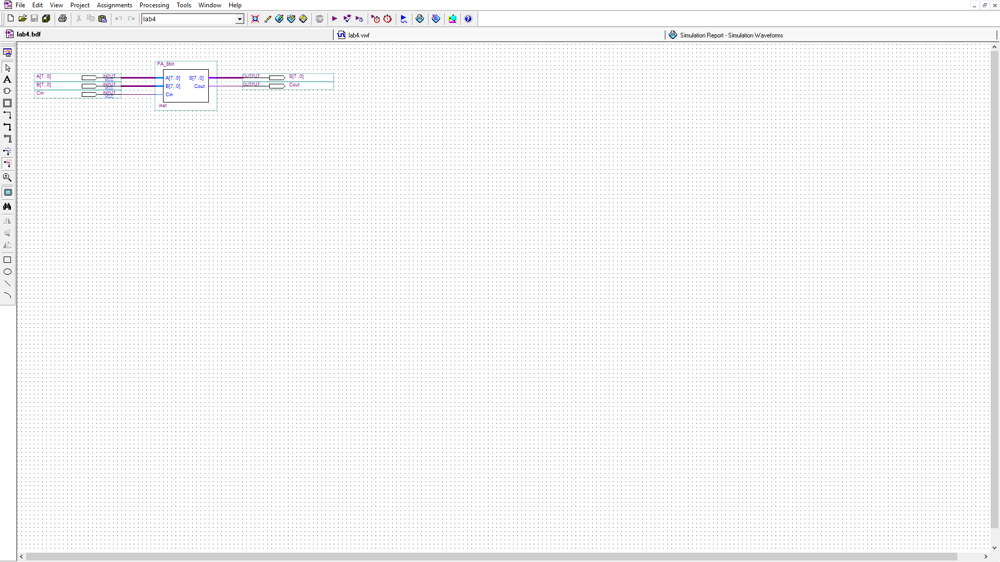 File Edit View Project Assignments Processing Tools Window Help
lab4
STOP
lab4.bdf
lab4.vwf
Simulation Report - Simulation Waveforms
FA_8bit
A[7..0] INPUT VCC A[7..0] S[7..0] OUTPUT S[7..0]
B[7..0] INPUT VCC B[7..0] Cout OUTPUT Cout
Cin INPUT VCC Cin
inst